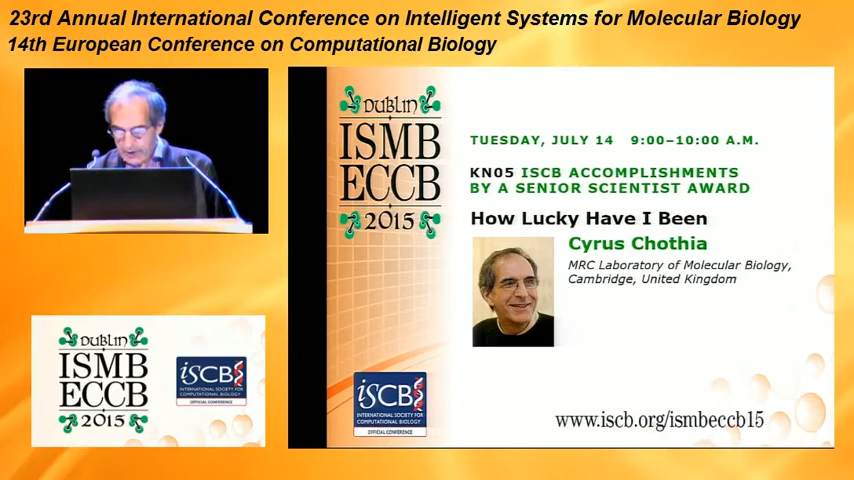 23rd Annual International Conference on Intelligent Systems for Molecular Biology
14th European Conference on Computational Biology
DUBLIN
ISMB
ECCB
2015
TUESDAY, JULY 14 9:00–10:00 A.M.
KN05 ISCB ACCOMPLISHMENTS
BY A SENIOR SCIENTIST AWARD
How Lucky Have I Been
Cyrus Chothia
MRC Laboratory of Molecular Biology,
Cambridge, United Kingdom
iSCB
INTERNATIONAL SOCIETY FOR
COMPUTATIONAL BIOLOGY
OFFICIAL CONFERENCE
www.iscb.org/ismbeccb15
DUBLIN
ISMB
ECCB
2015
iSCB
INTERNATIONAL SOCIETY FOR
COMPUTATIONAL BIOLOGY
OFFICIAL CONFERENCE